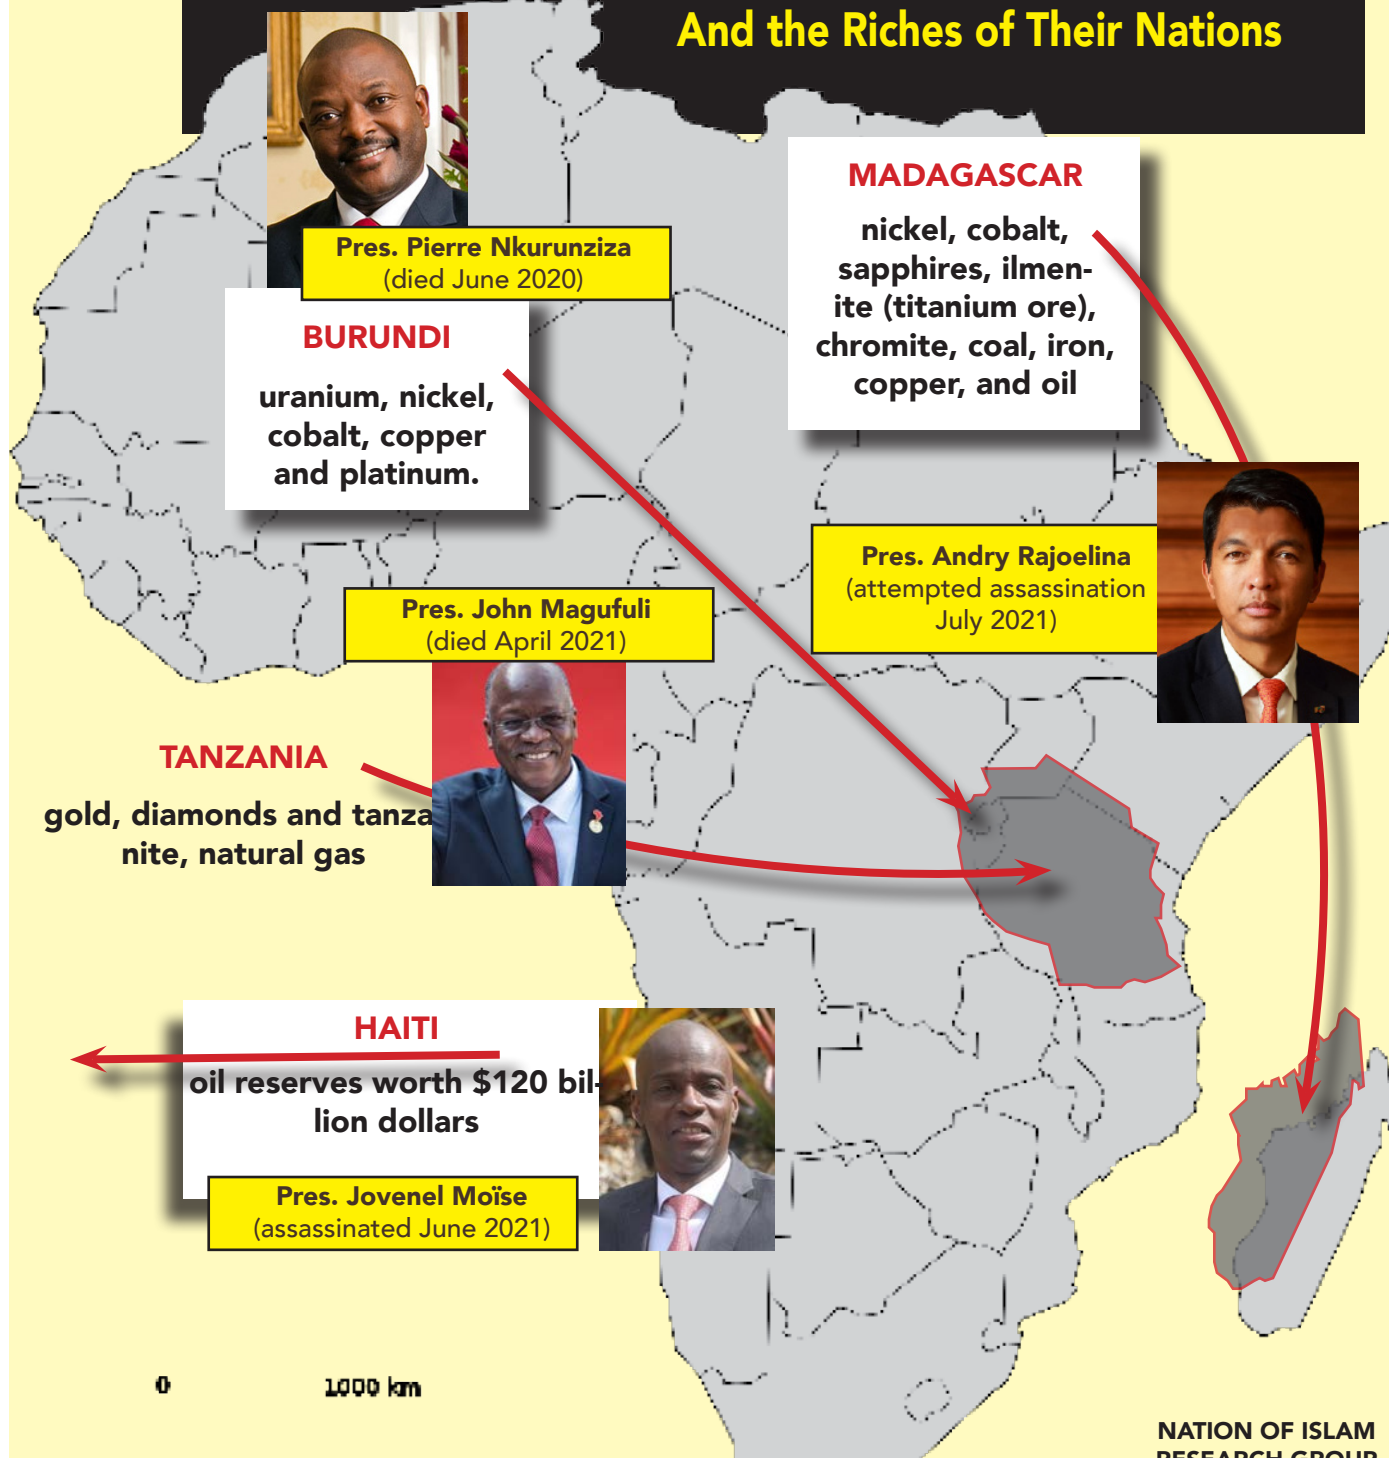 And the Riches of Their Nations
Pres. Pierre Nkurunziza
(died June 2020)
BURUNDI
uranium, nickel,
cobalt, copper
and platinum.
MADAGASCAR
nickel, cobalt,
sapphires, ilmen-
ite (titanium ore),
chromite, coal, iron,
copper, and oil
Pres. Andry Rajoelina
(attempted assassination
July 2021)
Pres. John Magufuli
(died April 2021)
TANZANIA
gold, diamonds and tanza
nite, natural gas
HAITI
oil reserves worth $120 bil-
lion dollars
Pres. Jovenel Moïse
(assassinated June 2021)
0 1000 km
NATION OF ISLAM
RESEARCH GROUP